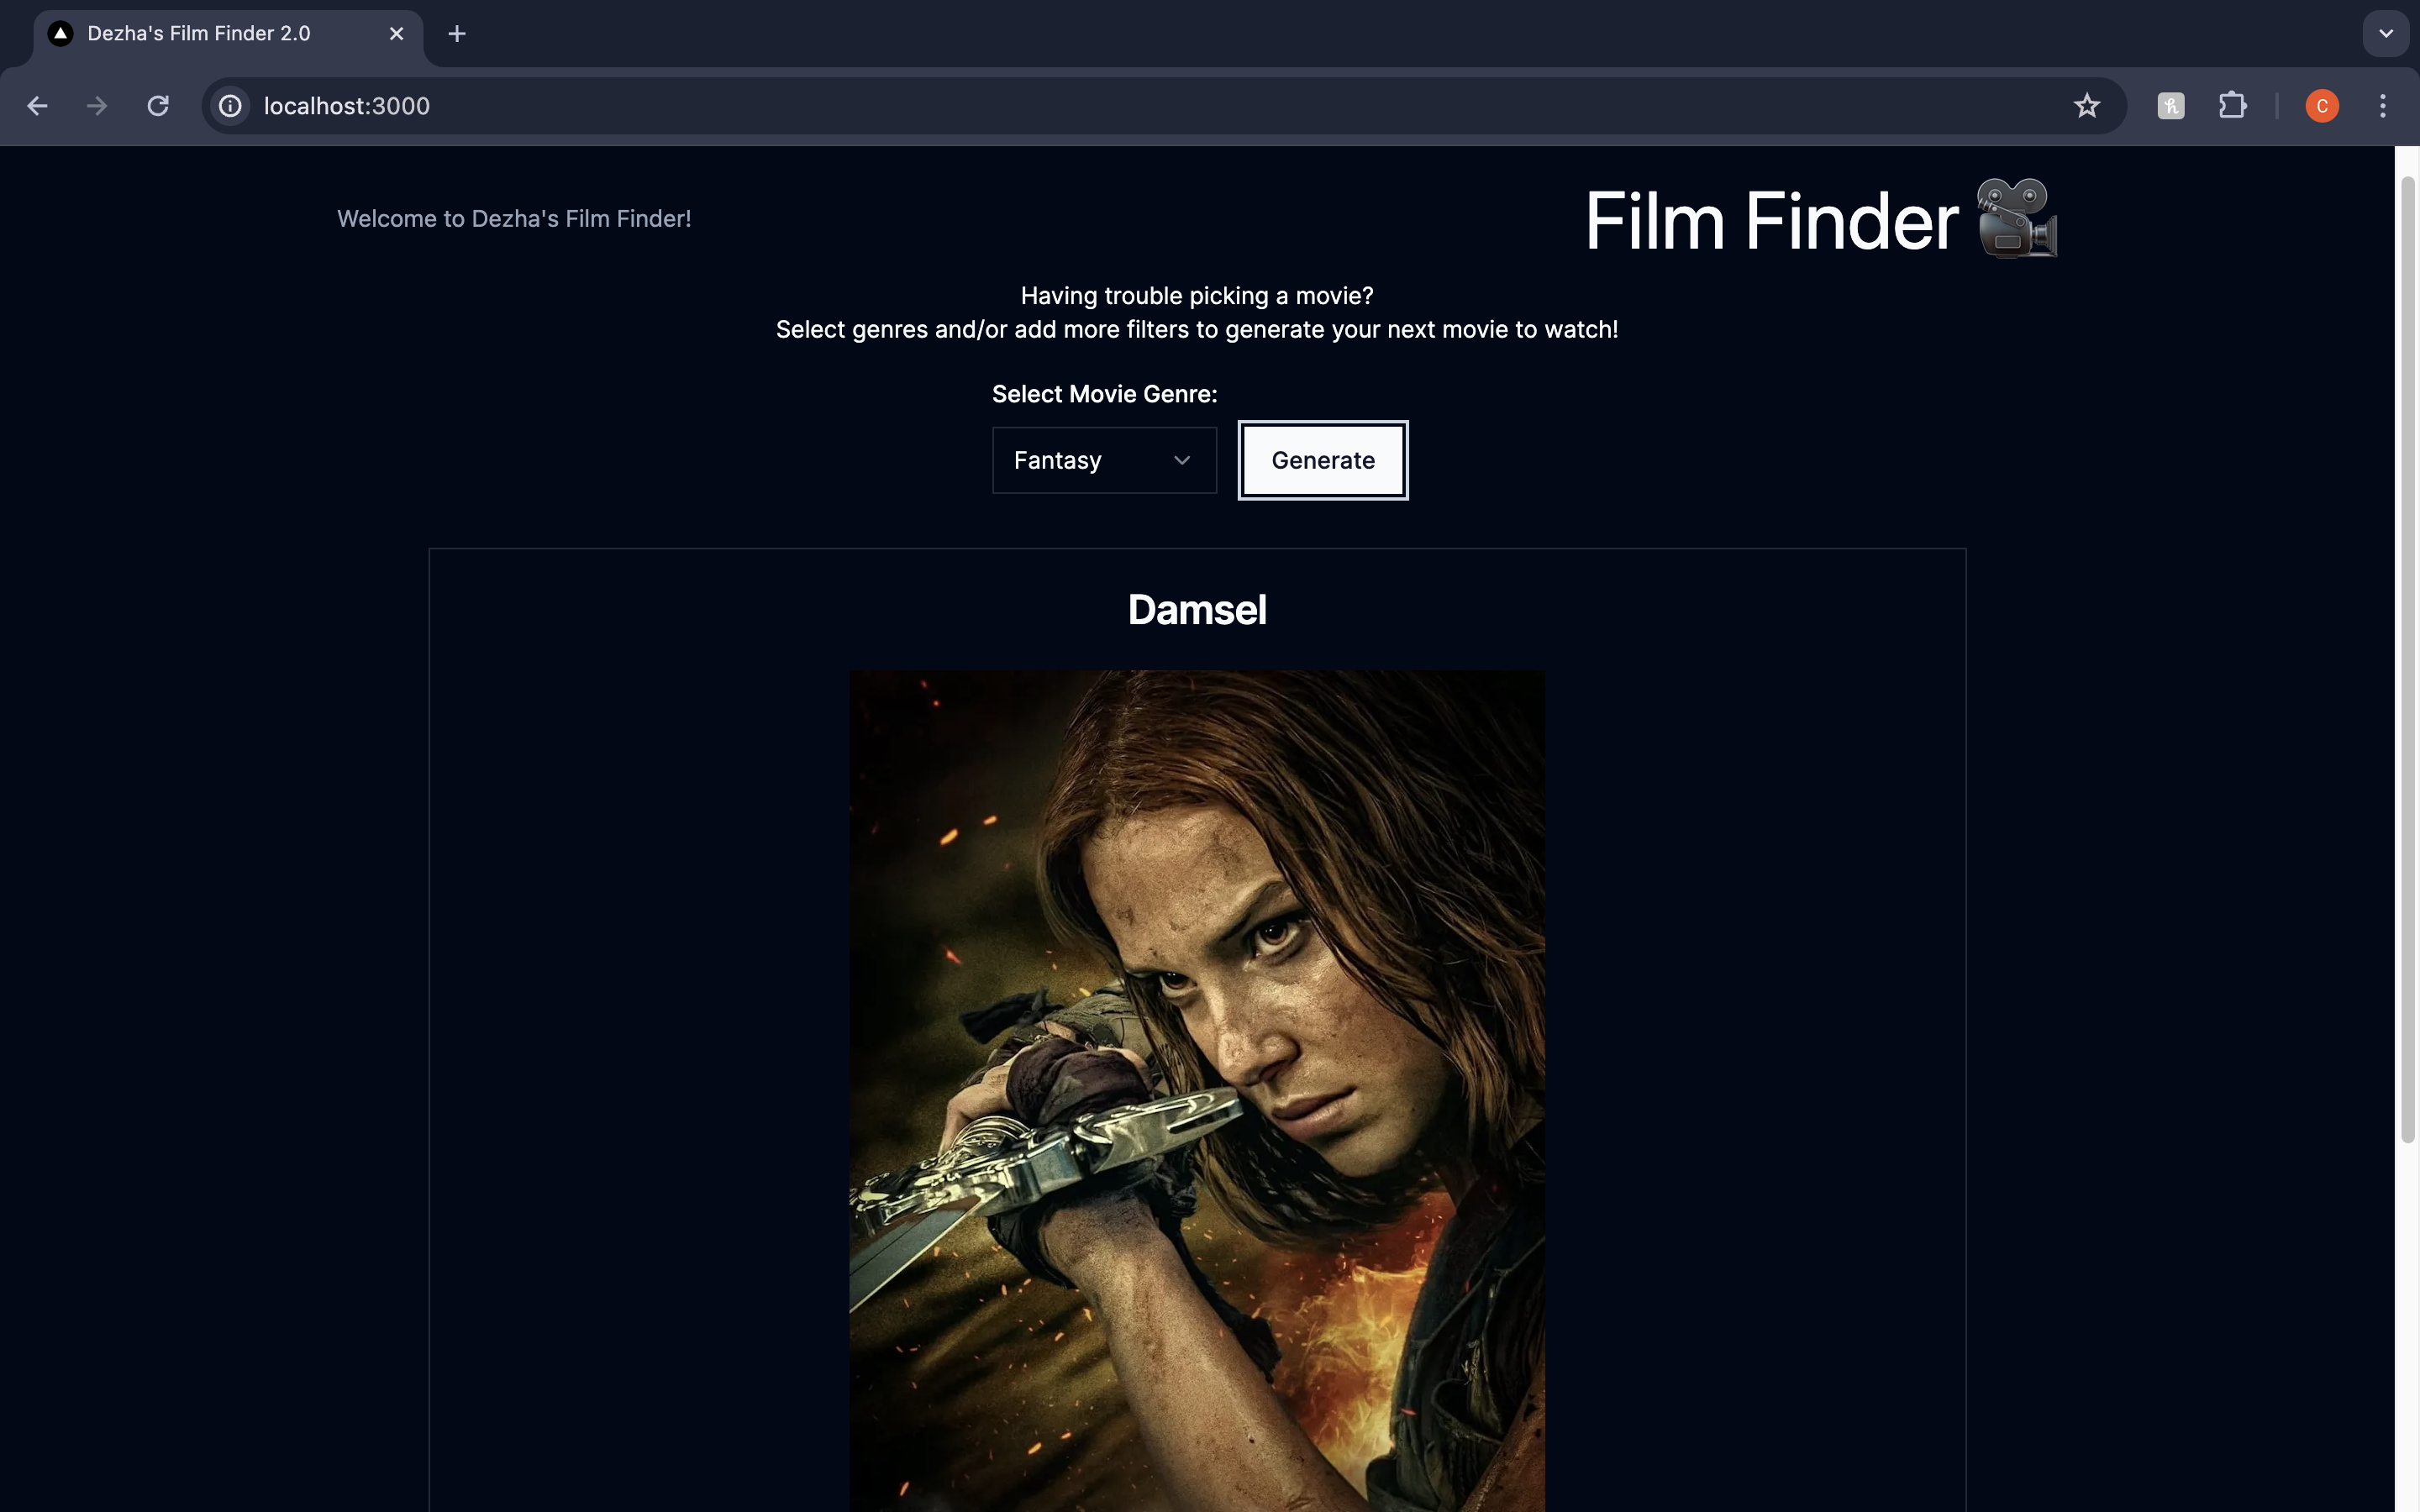 Dezha's Film Finder 2.0
localhost:3000
C
Welcome to Dezha's Film Finder!
Film Finder
Having trouble picking a movie?
Select genres and/or add more filters to generate your next movie to watch!
Select Movie Genre:
Fantasy
Generate
Damsel